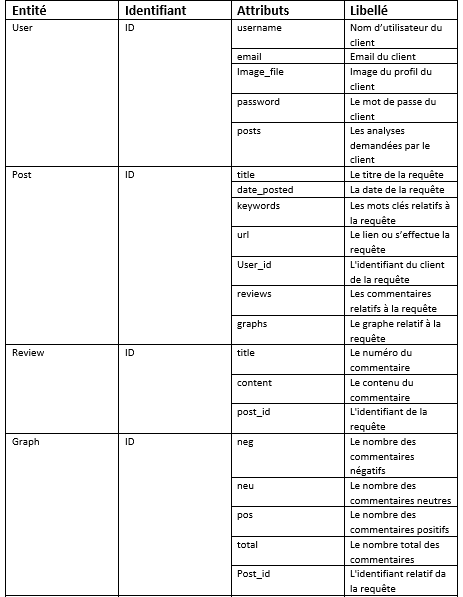 Entité Identifiant Attributs Libellé
User ID username Nom d’utilisateur du
client
email Email du client
Image_file Image du profil du
client
password Le mot de passe du
client
posts Les analyses
demandées par le
client
Post ID title Le titre de la requête
date_posted La date de la requête
keywords Les mots clés relatifs à
la requête
url Le lien ou s’effectue la
requête
User_id L'identifiant du client
de la requête
reviews Les commentaires
relatifs à la requête
graphs Le graphe relatif à la
requête
Review ID title Le numéro du
commentaire
content Le contenu du
commentaire
post_id L'identifiant de la
requête
Graph ID neg Le nombre des
commentaires
négatifs
neu Le nombre des
commentaires neutres
pos Le nombre des
commentaires positifs
total Le nombre total des
commentaires
Post_id L'identifiant relatif da
la requête